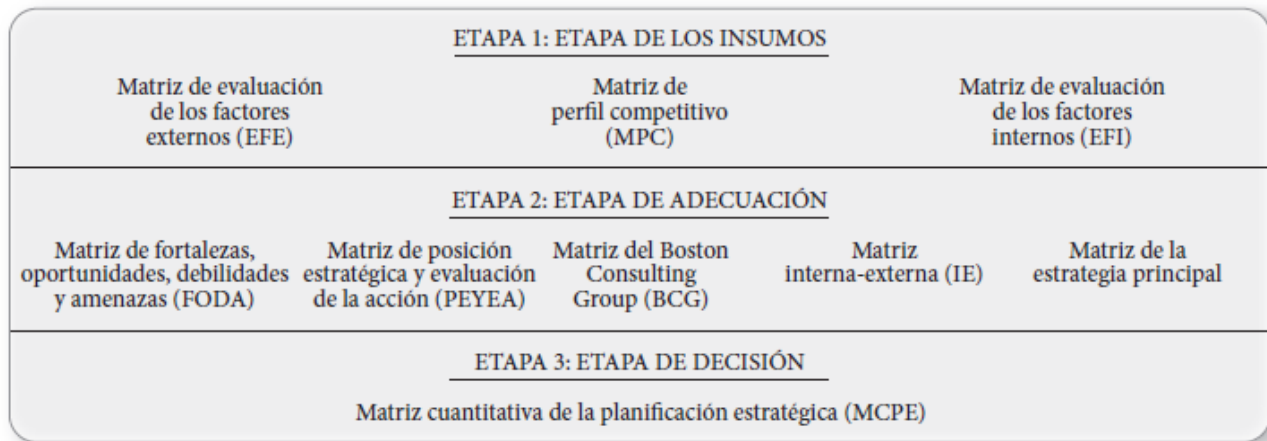 ETAPA 1: ETAPA DE LOS INSUMOS
Matriz de evaluación
de los factores
externos (EFE)
Matriz de
perfil competitivo
(MPC)
Matriz de evaluación
de los factores
internos (EFI)
ETAPA 2: ETAPA DE ADECUACIÓN
Matriz de fortalezas,
oportunidades, debilidades
y amenazas (FODA)
Matriz de posición
estratégica y evaluación
de la acción (PEYEA)
Matriz del Boston
Consulting
Group (BCG)
Matriz
interna-externa (IE)
Matriz de la
estrategia principal
ETAPA 3: ETAPA DE DECISIÓN
Matriz cuantitativa de la planificación estratégica (MCPE)